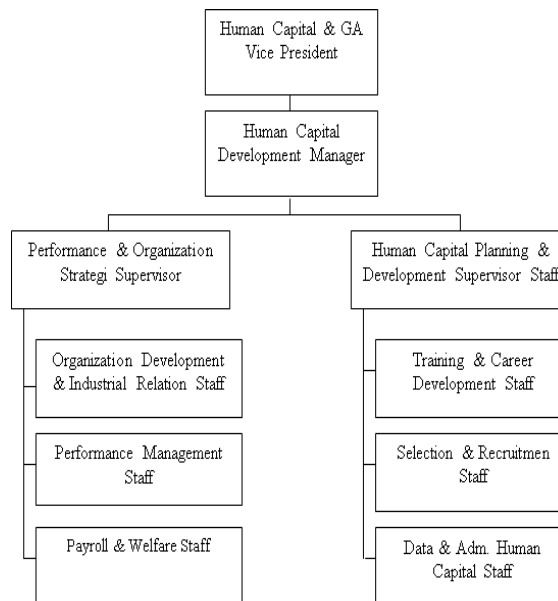 Human Capital & GA
Vice President
Human Capital
Development Manager
Performance & Organization
Strategi Supervisor
Human Capital Planning &
Development Supervisor Staff
Organization Development
& Industrial Relation Staff
Training & Career
Development Staff
Performance Management
Staff
Selection & Recruitmen
Staff
Payroll & Welfare Staff
Data & Adm. Human
Capital Staff